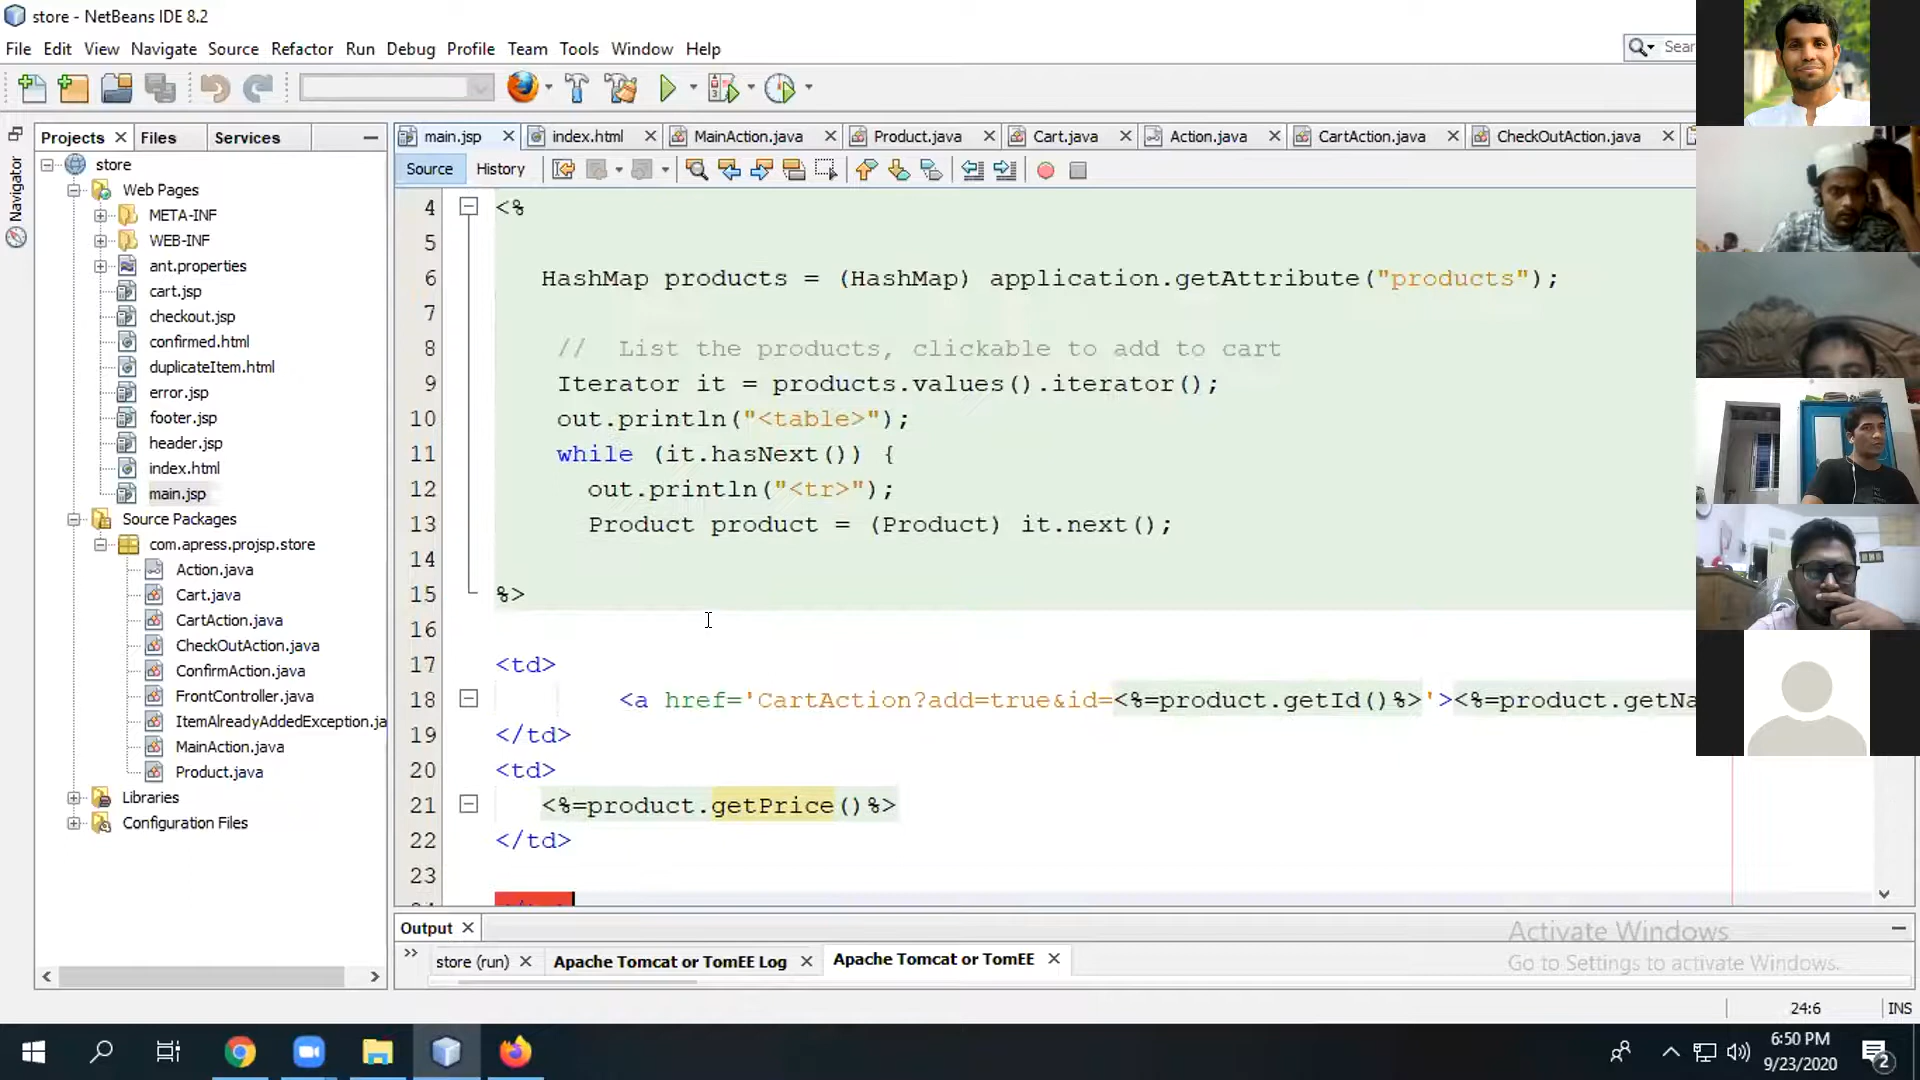 store - NetBeans IDE 8.2
File Edit View Navigate Source Refactor Run Debug Profile Team Tools Window Help
Sear
Projects Files Services
main.jsp index.html MainAction.java Product.java Cart.java Action.java CartAction.java CheckOutAction.java
Source History
Navigator
store
Web Pages
META-INF
WEB-INF
ant.properties
cart.jsp
checkout.jsp
confirmed.html
duplicateItem.html
error.jsp
footer.jsp
header.jsp
index.html
main.jsp
Source Packages
com.apress.projsp.store
Action.java
Cart.java
CartAction.java
CheckOutAction.java
ConfirmAction.java
FrontController.java
ItemAlreadyAddedException.ja
MainAction.java
Product.java
Libraries
Configuration Files
4 <%
5
6 HashMap products = (HashMap) application.getAttribute("products");
7
8 // List the products, clickable to add to cart
9 Iterator it = products.values().iterator();
10 out.println("<table>");
11 while (it.hasNext()) {
12 out.println("<tr>");
13 Product product = (Product) it.next();
14
15 %>
16
17 <td>
18 <a href='CartAction?add=true&id=<%=product.getId()%>'><%=product.getNa
19 </td>
20 <td>
21 <%=product.getPrice()%>
22 </td>
23
Output
store (run) Apache Tomcat or TomEE Log Apache Tomcat or TomEE
Activate Windows
Go to Settings to activate Windows.
24:6 INS
6:50 PM
9/23/2020
2